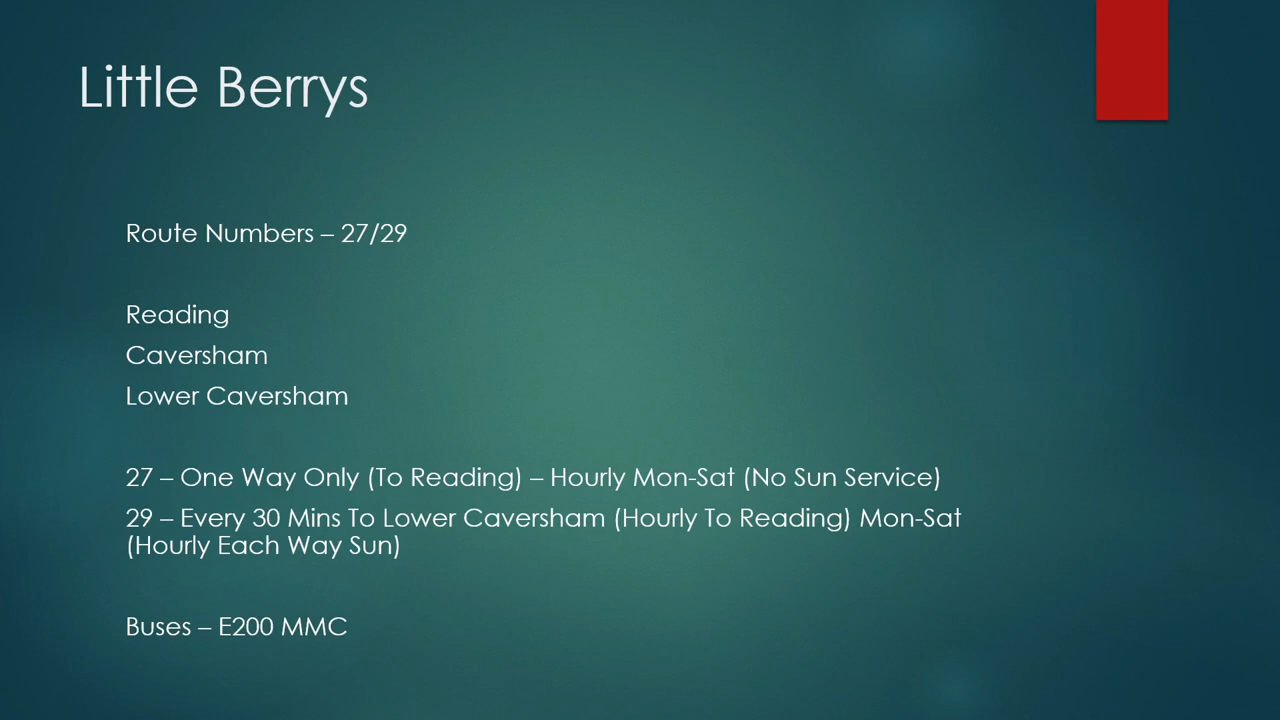 Little Berrys
Route Numbers – 27/29
Reading
Caversham
Lower Caversham
27 – One Way Only (To Reading) – Hourly Mon-Sat (No Sun Service)
29 – Every 30 Mins To Lower Caversham (Hourly To Reading) Mon-Sat
(Hourly Each Way Sun)
Buses – E200 MMC